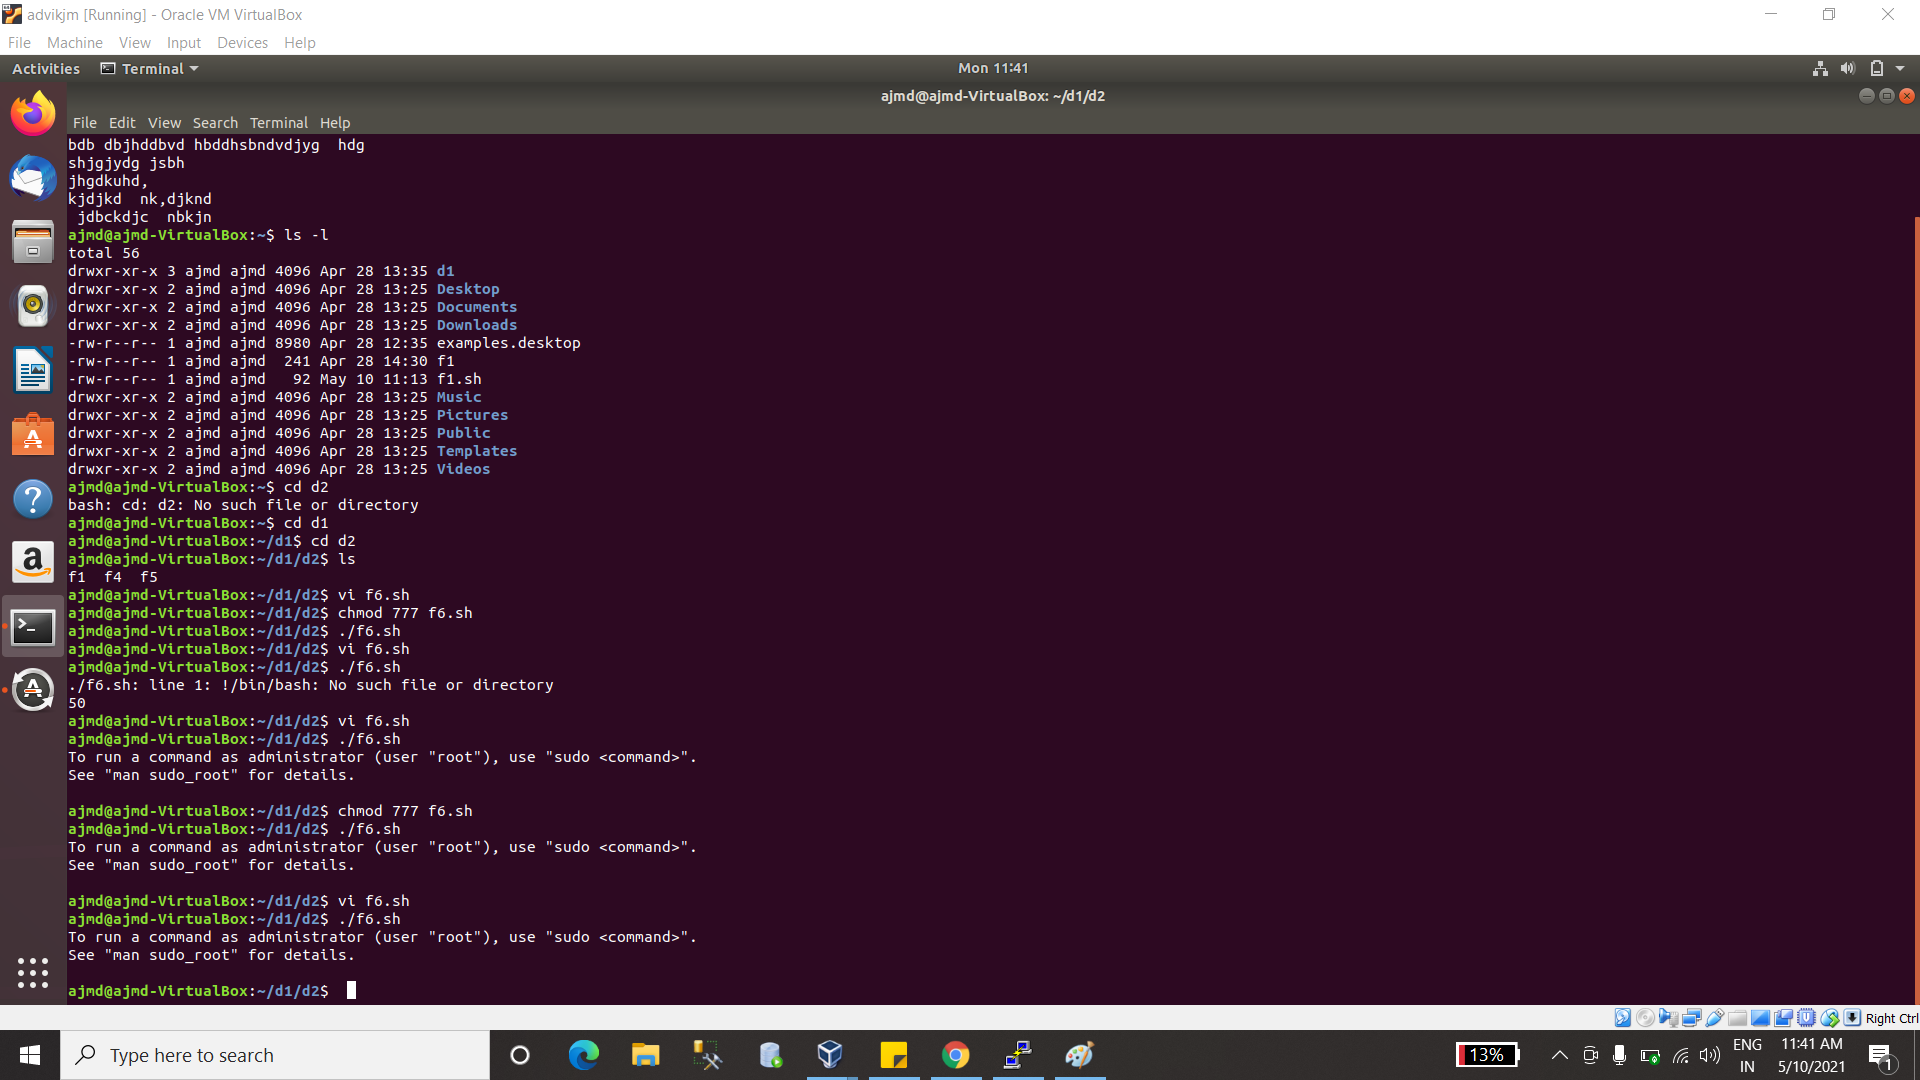 advikjm [Running] - Oracle VM VirtualBox
File Machine View Input Devices Help
Activities Terminal Mon 11:41
ajmd@ajmd-VirtualBox: ~/d1/d2
File Edit View Search Terminal Help
bdb dbjhddbvd hbddhsbndvdjyg  hdg
shjgjydg jsbh
jhgdkuhd,
kjdjkd  nk,djknd
 jdbckdjc  nbkjn
ajmd@ajmd-VirtualBox:~$ ls -l
total 56
drwxr-xr-x 3 ajmd ajmd 4096 Apr 28 13:35 d1
drwxr-xr-x 2 ajmd ajmd 4096 Apr 28 13:25 Desktop
drwxr-xr-x 2 ajmd ajmd 4096 Apr 28 13:25 Documents
drwxr-xr-x 2 ajmd ajmd 4096 Apr 28 13:25 Downloads
-rw-r--r-- 1 ajmd ajmd 8980 Apr 28 12:35 examples.desktop
-rw-r--r-- 1 ajmd ajmd  241 Apr 28 14:30 f1
-rw-r--r-- 1 ajmd ajmd   92 May 10 11:13 f1.sh
drwxr-xr-x 2 ajmd ajmd 4096 Apr 28 13:25 Music
drwxr-xr-x 2 ajmd ajmd 4096 Apr 28 13:25 Pictures
drwxr-xr-x 2 ajmd ajmd 4096 Apr 28 13:25 Public
drwxr-xr-x 2 ajmd ajmd 4096 Apr 28 13:25 Templates
drwxr-xr-x 2 ajmd ajmd 4096 Apr 28 13:25 Videos
ajmd@ajmd-VirtualBox:~$ cd d2
bash: cd: d2: No such file or directory
ajmd@ajmd-VirtualBox:~$ cd d1
ajmd@ajmd-VirtualBox:~/d1$ cd d2
ajmd@ajmd-VirtualBox:~/d1/d2$ ls
f1  f4  f5
ajmd@ajmd-VirtualBox:~/d1/d2$ vi f6.sh
ajmd@ajmd-VirtualBox:~/d1/d2$ chmod 777 f6.sh
ajmd@ajmd-VirtualBox:~/d1/d2$ ./f6.sh
ajmd@ajmd-VirtualBox:~/d1/d2$ vi f6.sh
ajmd@ajmd-VirtualBox:~/d1/d2$ ./f6.sh
./f6.sh: line 1: !/bin/bash: No such file or directory
50
ajmd@ajmd-VirtualBox:~/d1/d2$ vi f6.sh
ajmd@ajmd-VirtualBox:~/d1/d2$ ./f6.sh
To run a command as administrator (user "root"), use "sudo <command>".
See "man sudo_root" for details.
ajmd@ajmd-VirtualBox:~/d1/d2$ chmod 777 f6.sh
ajmd@ajmd-VirtualBox:~/d1/d2$ ./f6.sh
To run a command as administrator (user "root"), use "sudo <command>".
See "man sudo_root" for details.
ajmd@ajmd-VirtualBox:~/d1/d2$ vi f6.sh
ajmd@ajmd-VirtualBox:~/d1/d2$ ./f6.sh
To run a command as administrator (user "root"), use "sudo <command>".
See "man sudo_root" for details.
ajmd@ajmd-VirtualBox:~/d1/d2$
Right Ctrl
Type here to search
13%
ENG
IN
11:41 AM
5/10/2021
1